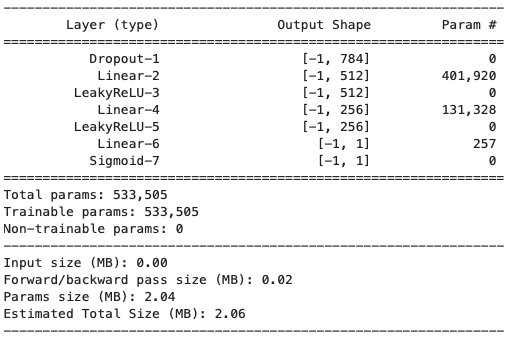 ----------------------------------------------------------------
        Layer (type)               Output Shape         Param #
================================================================
           Dropout-1                  [-1, 784]               0
            Linear-2                  [-1, 512]         401,920
         LeakyReLU-3                  [-1, 512]               0
            Linear-4                  [-1, 256]         131,328
         LeakyReLU-5                  [-1, 256]               0
            Linear-6                    [-1, 1]             257
           Sigmoid-7                    [-1, 1]               0
================================================================
Total params: 533,505
Trainable params: 533,505
Non-trainable params: 0
----------------------------------------------------------------
Input size (MB): 0.00
Forward/backward pass size (MB): 0.02
Params size (MB): 2.04
Estimated Total Size (MB): 2.06
----------------------------------------------------------------